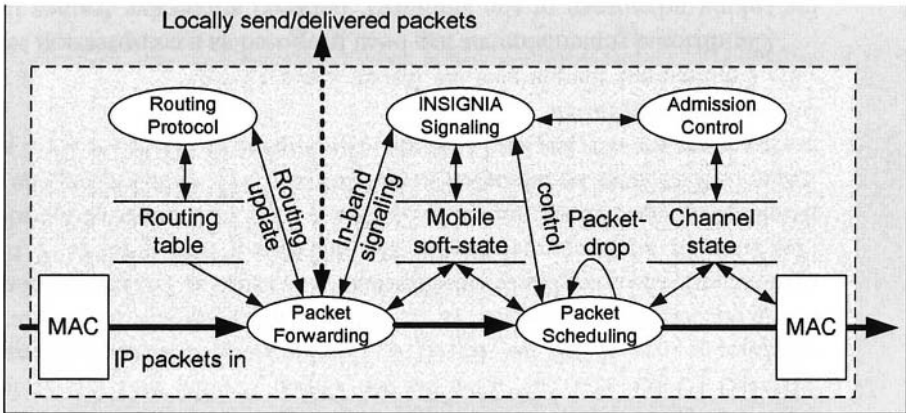 Locally send/delivered packets
Routing
Protocol
INSIGNIA
Signaling
Admission
Control
Routing
update
In-band
signalling
control
Routing
table
Mobile
soft-state
Packet-
drop
Channel
state
MAC
Packet
Forwarding
Packet
Scheduling
MAC
IP packets in